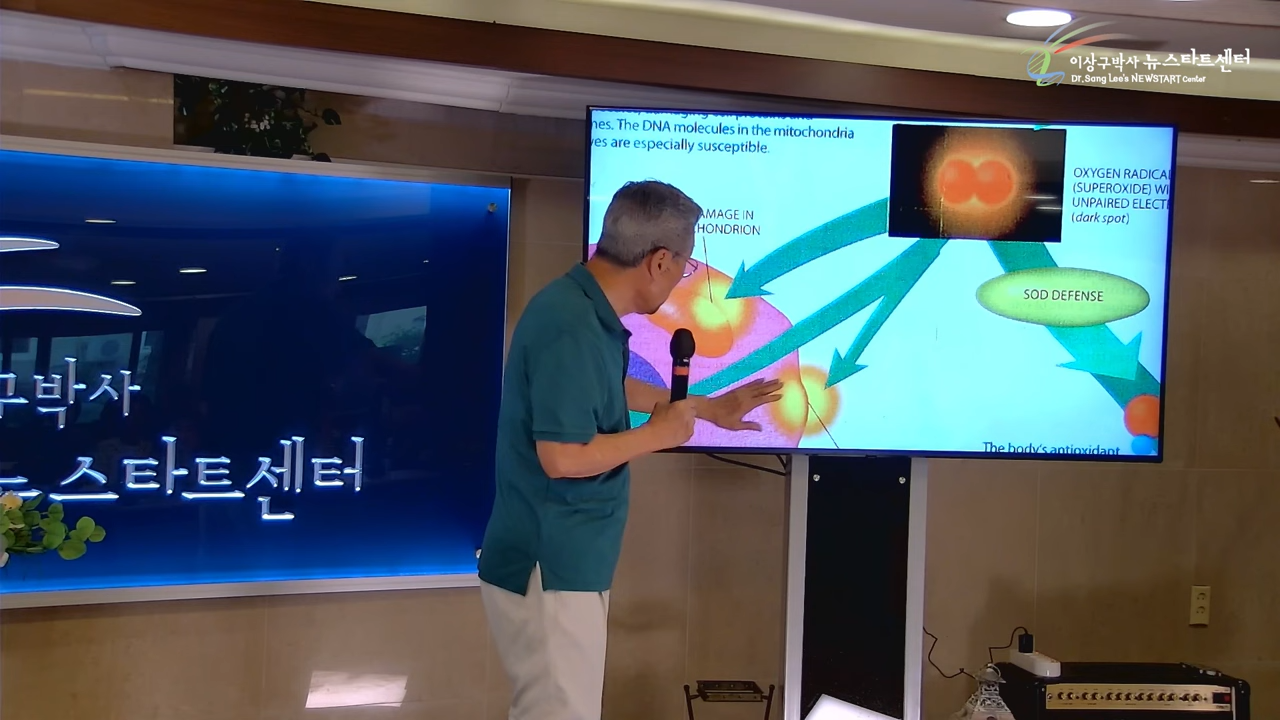 이상구박사 뉴스타트센터
Dr. Sang Lee's NEWSTART Center
nes. The DNA molecules in the mitochondria
ves are especially susceptible.
AMAGE IN
CHONDRION
OXYGEN RADICA
(SUPEROXIDE) WI
UNPAIRED ELECT
(dark spot)
SOD DEFENSE
The body's antioxidant
구박사
뉴스타트센터